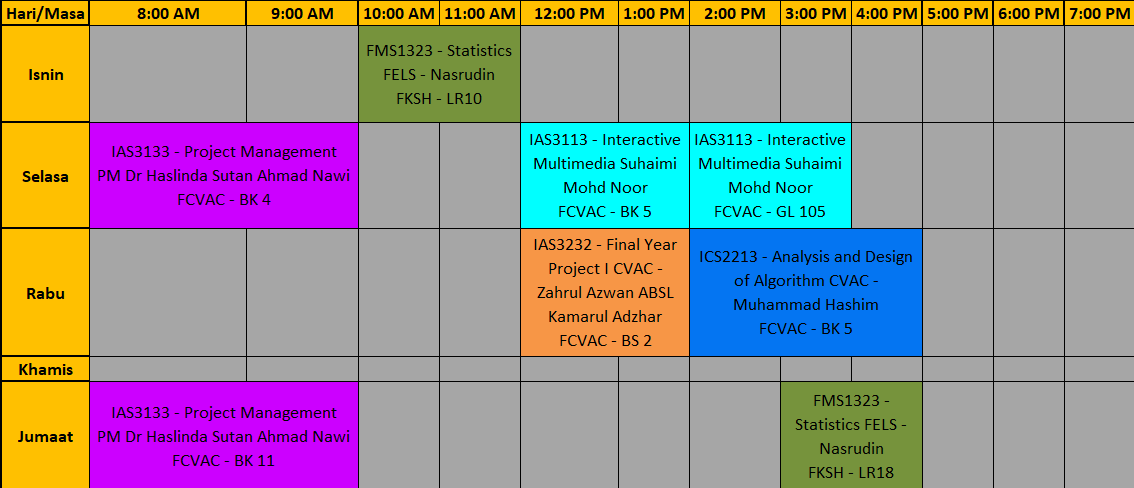 Hari/Masa 8:00 AM 9:00 AM 10:00 AM 11:00 AM 12:00 PM 1:00 PM 2:00 PM 3:00 PM 4:00 PM 5:00 PM 6:00 PM 7:00 PM
Isnin
FMS1323 - Statistics
FELS - Nasrudin
FKSH - LR10
Selasa
IAS3133 - Project Management
PM Dr Haslinda Sutan Ahmad Nawi
FCVAC - BK 4
IAS3113 - Interactive
Multimedia Suhaimi
Mohd Noor
FCVAC - BK 5
IAS3113 - Interactive
Multimedia Suhaimi
Mohd Noor
FCVAC - GL 105
Rabu
IAS3232 - Final Year
Project I CVAC -
Zahrul Azwan ABSL
Kamarul Adzhar
FCVAC - BS 2
ICS2213 - Analysis and Design
of Algorithm CVAC -
Muhammad Hashim
FCVAC - BK 5
Khamis
Jumaat
IAS3133 - Project Management
PM Dr Haslinda Sutan Ahmad Nawi
FCVAC - BK 11
FMS1323 -
Statistics FELS -
Nasrudin
FKSH - LR18